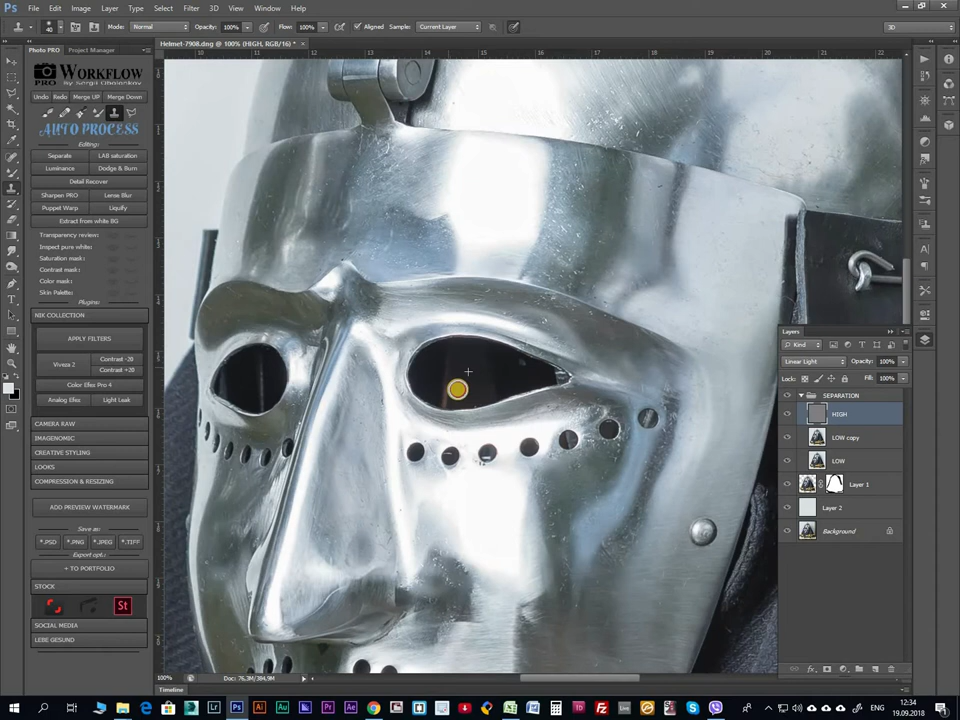 File Edit Image Layer Type Select Filter 3D View Window Help
Mode: Normal Opacity: 100% Flow: 100% Aligned Sample: Current Layer 3D
Photo PRO Project Manager
Helmet-7908.dng @ 100% (HIGH, RGB/16) *
WORKFLOW
PRO
Undo Redo Merge UP Merge Down
AUTO PROCESS
Editing:
Separate LAB saturation
Luminance Dodge & Burn
Detail Recover
Sharpen PRO Lense Blur
Puppet Warp Liquify
Extract from white BG
Transparency review:
Inspect pure white:
Saturation mask:
Contrast mask:
Color mask:
Skin Palette:
Plugins:
NIK COLLECTION
APPLY FILTERS
Viveza 2 Contrast -20
Contrast +20
Color Efex Pro 4
Analog Efex Light Leak
CAMERA RAW
IMAGENOMIC
CREATIVE STYLING
LOOKS
COMPRESSION & RESIZING
ADD PREVIEW WATERMARK
Save as:
*.PSD *.PNG *.JPEG *.TIFF
Export opt.:
+ TO PORTFOLIO
STOCK
St
SOCIAL MEDIA
LEBE GESUND
Layers
Kind
Linear Light Opacity: 100%
Lock: Fill: 100%
SEPARATION
HIGH
LOW copy
LOW
Layer 1
Layer 2
Background
100% Doc: 76,3M/384,9M
Timeline
ENG 12:34
19.09.2018